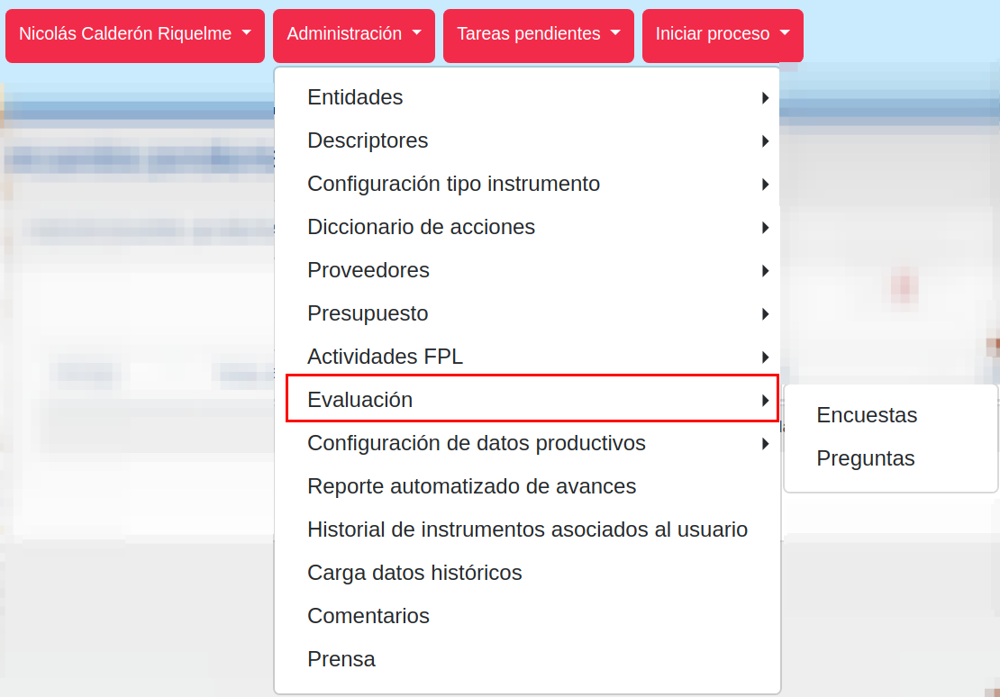 Nicolás Calderón Riquelme
Administración
Tareas pendientes
Iniciar proceso
Entidades
Descriptores
Configuración tipo instrumento
Diccionario de acciones
Proveedores
Presupuesto
Actividades FPL
Evaluación
Encuestas
Preguntas
Configuración de datos productivos
Reporte automatizado de avances
Historial de instrumentos asociados al usuario
Carga datos históricos
Comentarios
Prensa